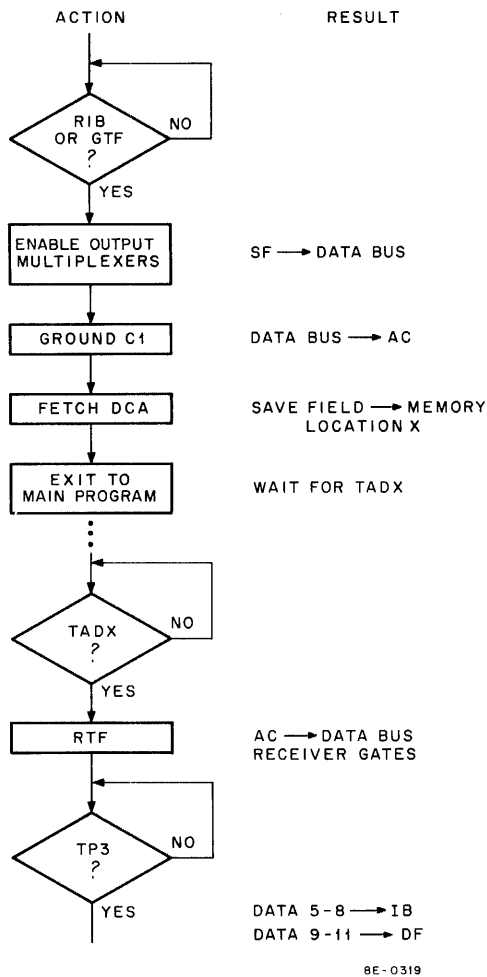 ACTION RESULT
RIB
OR GTF
?
NO
YES
ENABLE OUTPUT
MULTIPLEXERS
SF → DATA BUS
GROUND C1
DATA BUS → AC
FETCH DCA
SAVE FIELD → MEMORY
LOCATION X
EXIT TO
MAIN PROGRAM
WAIT FOR TADX
TADX
?
NO
YES
RTF
AC → DATA BUS
RECEIVER GATES
TP3
?
NO
YES
DATA 5-8 → IB
DATA 9-11 → DF
8E-0319